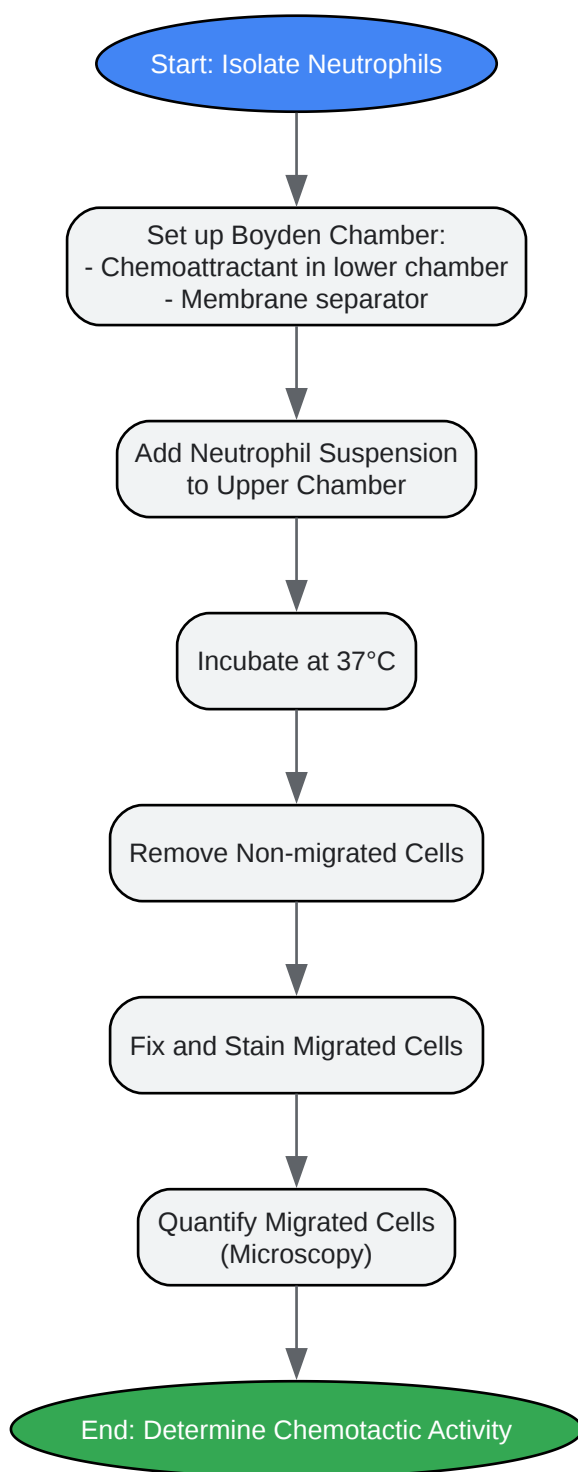 Start: Isolate Neutrophils
Set up Boyden Chamber:
- Chemoattractant in lower chamber
- Membrane separator
Add Neutrophil Suspension
to Upper Chamber
Incubate at 37°C
Remove Non-migrated Cells
Fix and Stain Migrated Cells
Quantify Migrated Cells
(Microscopy)
End: Determine Chemotactic Activity